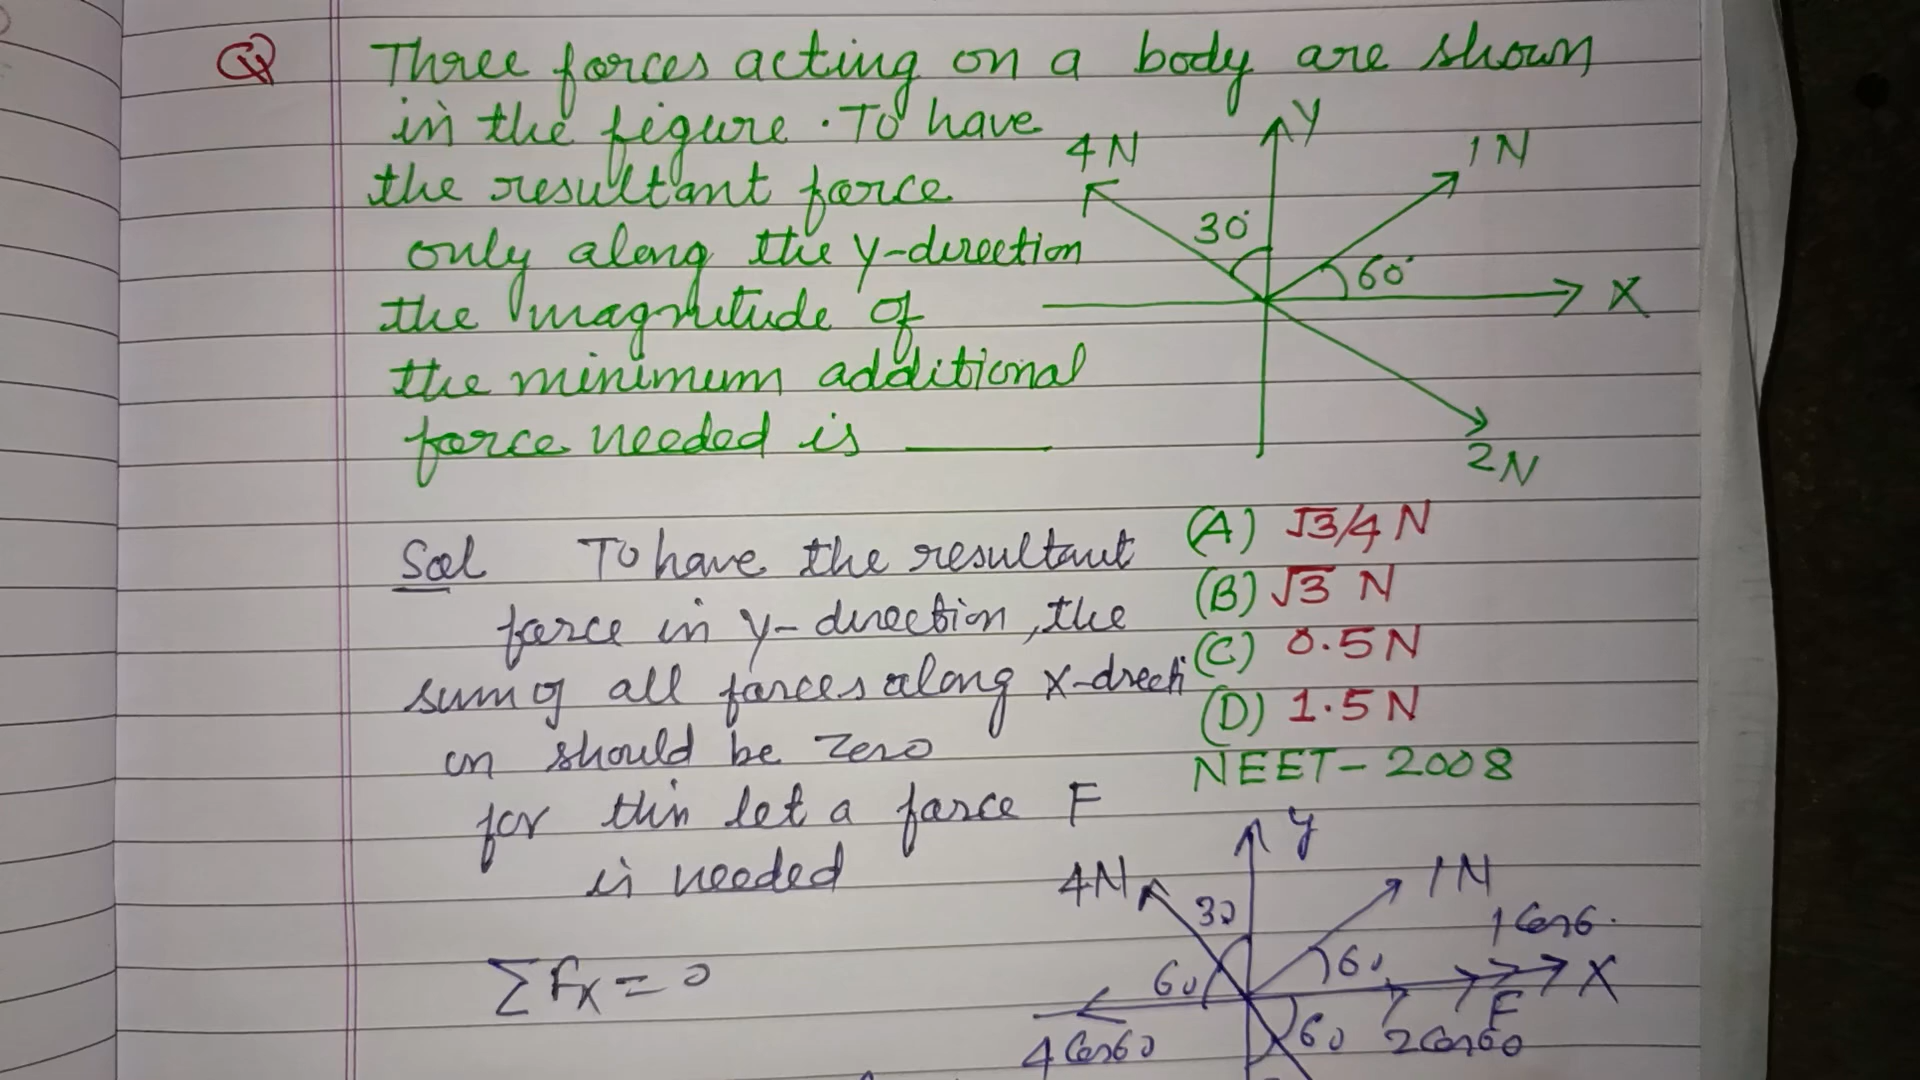 Q Three forces acting on a body are shown
in the figure. To have
the resultant force
only along the y-direction
the magnitude of
the minimum additional
force needed is
4N
Y
1N
30°
60°
X
2N
Sol To have the resultant
force in y-direction, the
sum of all forces along x-directi
on should be zero
for this let a force F
is needed
ΣFx = 0
(A) √3/4 N
(B) √3 N
(C) 0.5 N
(D) 1.5 N
NEET-2008
y
4N
1N
30
1 Cos6.
60
60
X
F
4 Cos60
60
2Cos60